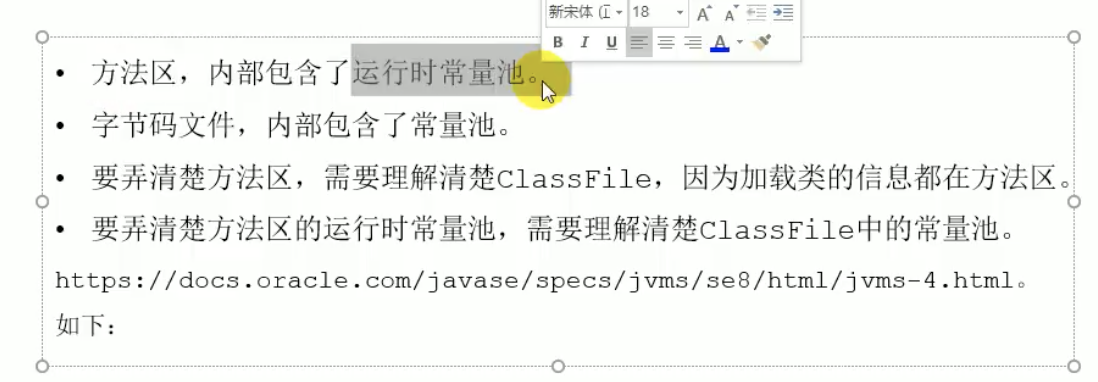 新宋体 (I 18
B I U A
• 方法区，内部包含了运行时常量池。
• 字节码文件，内部包含了常量池。
• 要弄清楚方法区，需要理解清楚ClassFile，因为加载类的信息都在方法区。
• 要弄清楚方法区的运行时常量池，需要理解清楚ClassFile中的常量池。
https://docs.oracle.com/javase/specs/jvms/se8/html/jvms-4.html。
如下：